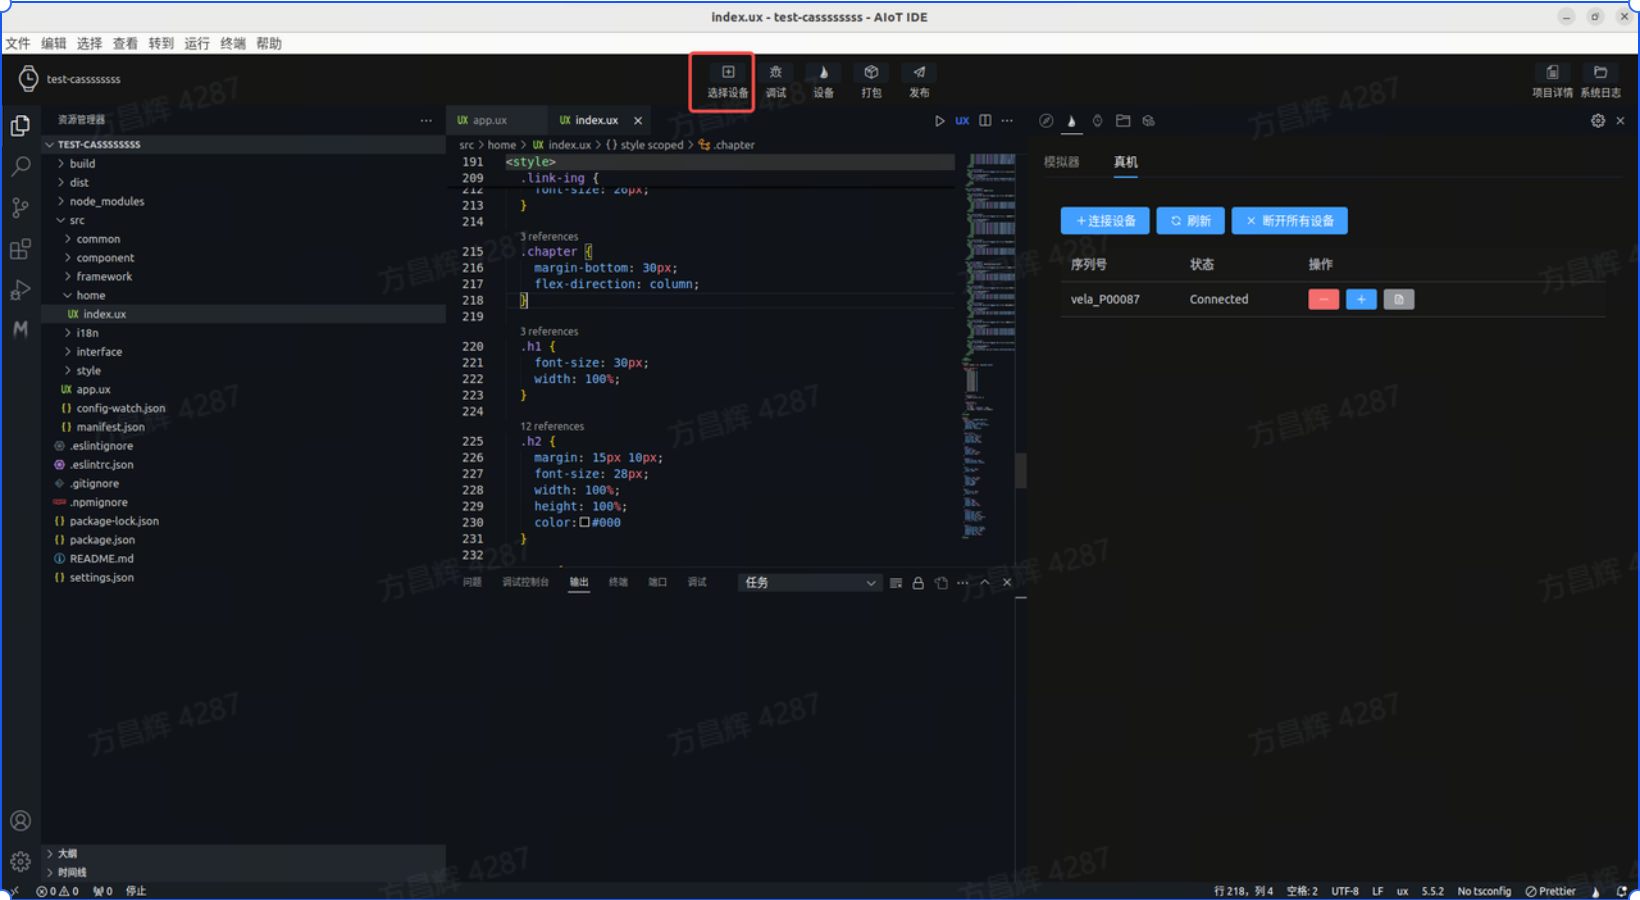 index.ux - test-cassssssss - AIoT IDE
文件 编辑 选择 查看 转到 运行 终端 帮助
test-cassssssss
选择设备 调试 设备 打包 发布
项目详情 系统日志
资源管理器
TEST-CASSSSSSSS
build
dist
node_modules
src
common
component
framework
home
UX index.ux
i18n
interface
style
UX app.ux
{} config-watch.json
{} manifest.json
.eslintignore
.eslintrc.json
.gitignore
.npmignore
{} package-lock.json
{} package.json
README.md
{} settings.json
大纲
时间线
UX app.ux UX index.ux
UX
src > home > UX index.ux > {} style scoped > .chapter
191 <style>
209 .link-ing {
212 font-size: 26px;
213 }
214
3 references
215 .chapter {
216 margin-bottom: 30px;
217 flex-direction: column;
218 }
219
3 references
220 .h1 {
221 font-size: 30px;
222 width: 100%;
223 }
224
12 references
225 .h2 {
226 margin: 15px 10px;
227 font-size: 28px;
228 width: 100%;
229 height: 100%;
230 color: #000
231 }
232
问题 调试控制台 输出 终端 端口 调试
任务
模拟器 真机
+连接设备 刷新 × 断开所有设备
序列号 状态 操作
vela_P00087 Connected
0 0 0 停止
行 218，列 4 空格: 2 UTF-8 LF ux 5.5.2 No tsconfig Prettier
方昌辉 4287